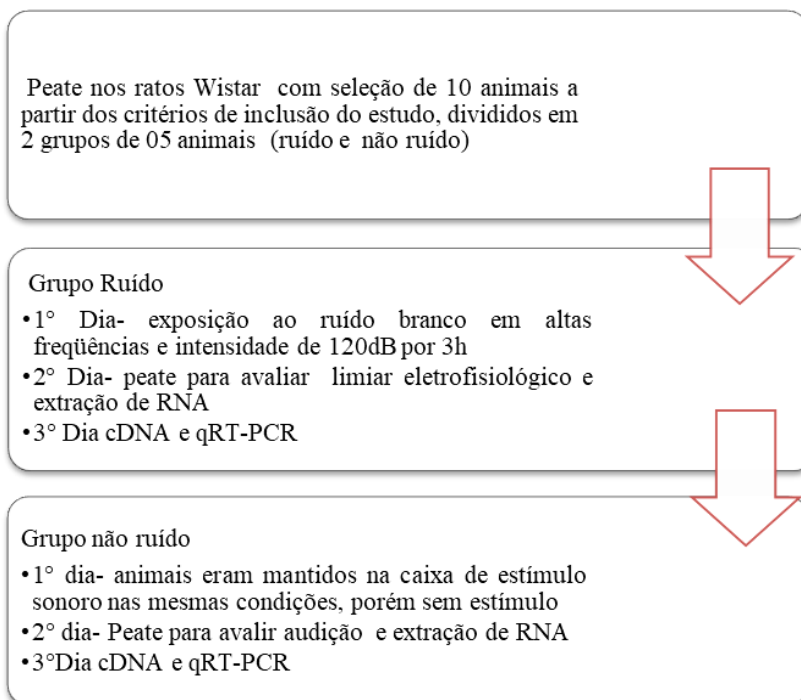 Peate nos ratos Wistar com seleção de 10 animais a
partir dos critérios de inclusão do estudo, divididos em
2 grupos de 05 animais (ruído e não ruído)
Grupo Ruído
•1° Dia- exposição ao ruído branco em altas
freqüências e intensidade de 120dB por 3h
•2° Dia- peate para avaliar limiar eletrofisiológico e
extração de RNA
•3° Dia cDNA e qRT-PCR
Grupo não ruído
•1° dia- animais eram mantidos na caixa de estímulo
sonoro nas mesmas condições, porém sem estímulo
•2° dia- Peate para avalir audição e extração de RNA
•3°Dia cDNA e qRT-PCR